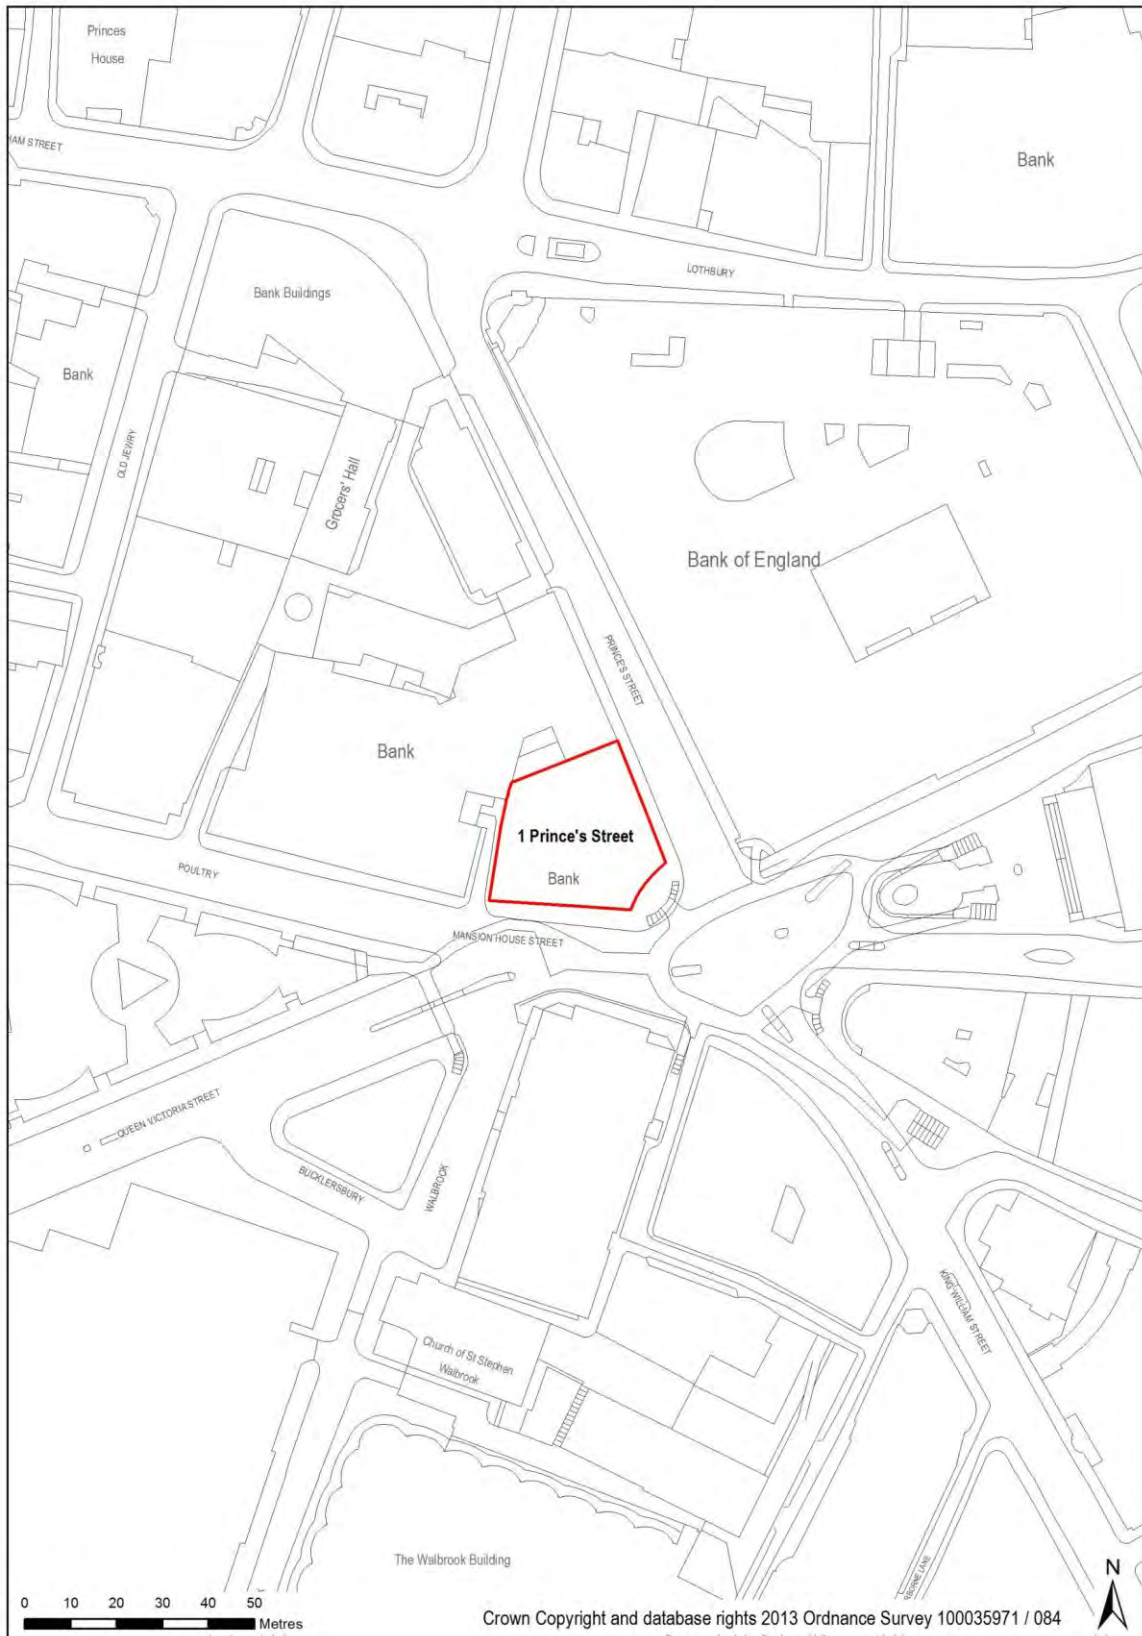 Princes
House
HAM STREET
Bank
LOTHBURY
Bank Buildings
Bank
OLD JEWRY
Grocers' Hall
Bank of England
PRINCE'S STREET
Bank
1 Prince's Street
Bank
POULTRY
MANSION HOUSE STREET
QUEEN VICTORIA STREET
BUCKLERSBURY
WALBROOK
KING WILLIAM STREET
Church of St Stephen
Walbrook
The Walbrook Building
RBORNE LANE
N
0 10 20 30 40 50
Metres
Crown Copyright and database rights 2013 Ordnance Survey 100035971 / 084